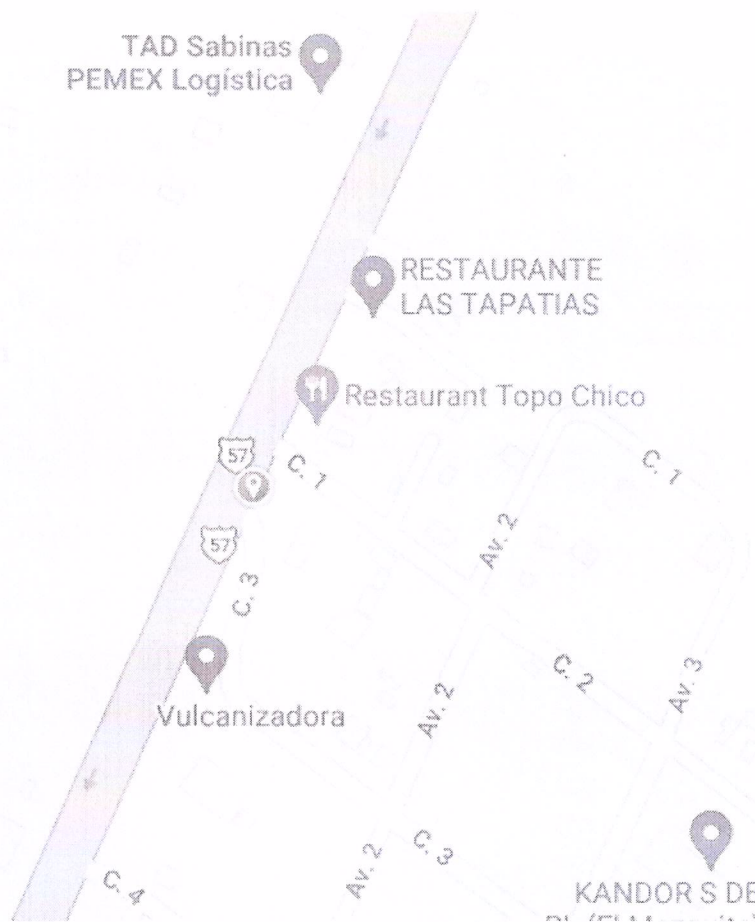 TAD Sabinas
PEMEX Logística
RESTAURANTE
LAS TAPATIAS
Restaurant Topo Chico
57
C. 1
C. 1
Av. 2
57
C. 3
C. 2
Av. 3
Av. 2
Vulcanizadora
C. 3
Av. 2
C. 4
KANDOR S DE